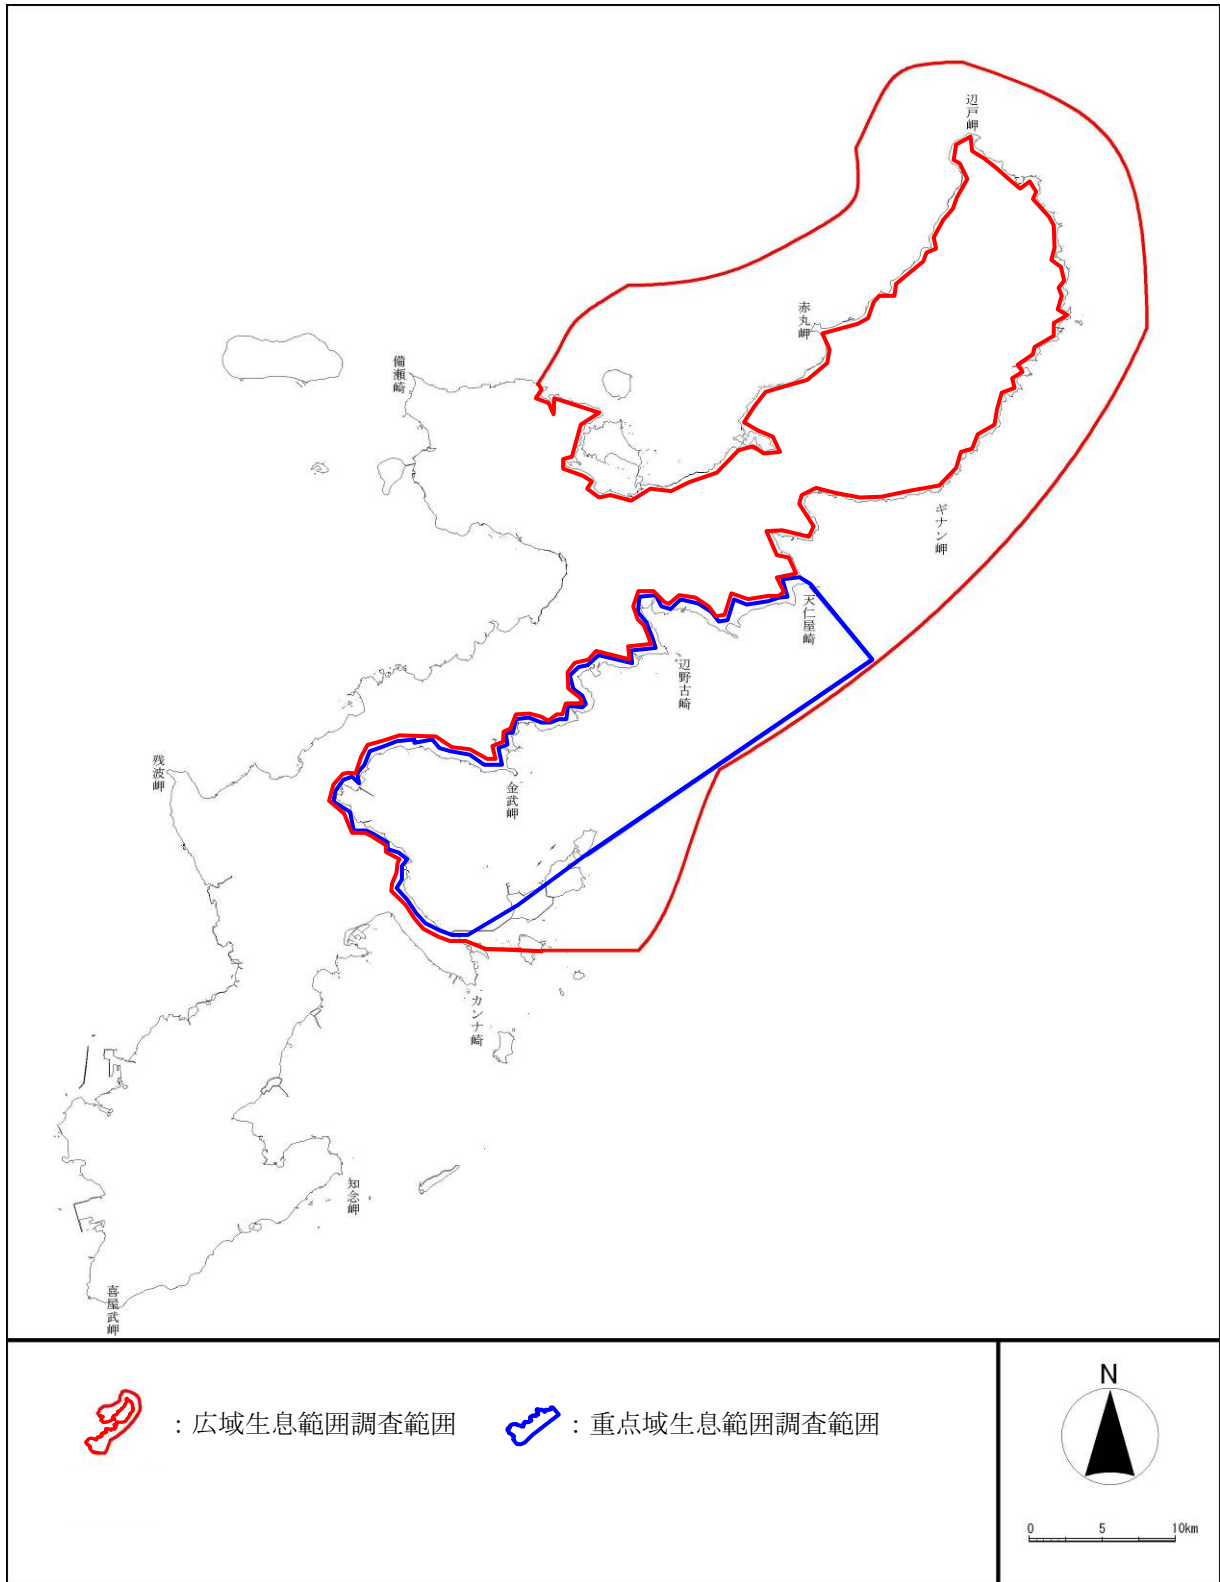 辺戸岬
赤丸岬
備瀬崎
ギナン岬
天仁屋崎
辺野古崎
残波岬
金武岬
カンナ崎
知念岬
喜屋武岬
：広域生息範囲調査範囲
：重点域生息範囲調査範囲
N
0 5 10km